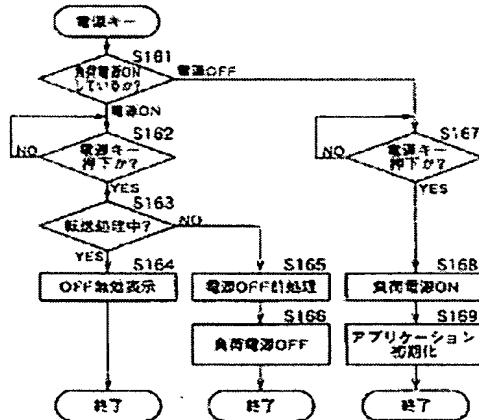 電源キー
S161
負荷電源ON
しているか?
電源OFF
電源ON
S162
電源キー
押下か?
NO
YES
S167
電源キー
押下か?
NO
YES
S163
転送処理中?
NO
YES
S164
OFF無効表示
S165
電源OFF前処理
S166
負荷電源OFF
S168
負荷電源ON
S169
アプリケーション
初期化
終了
終了
終了